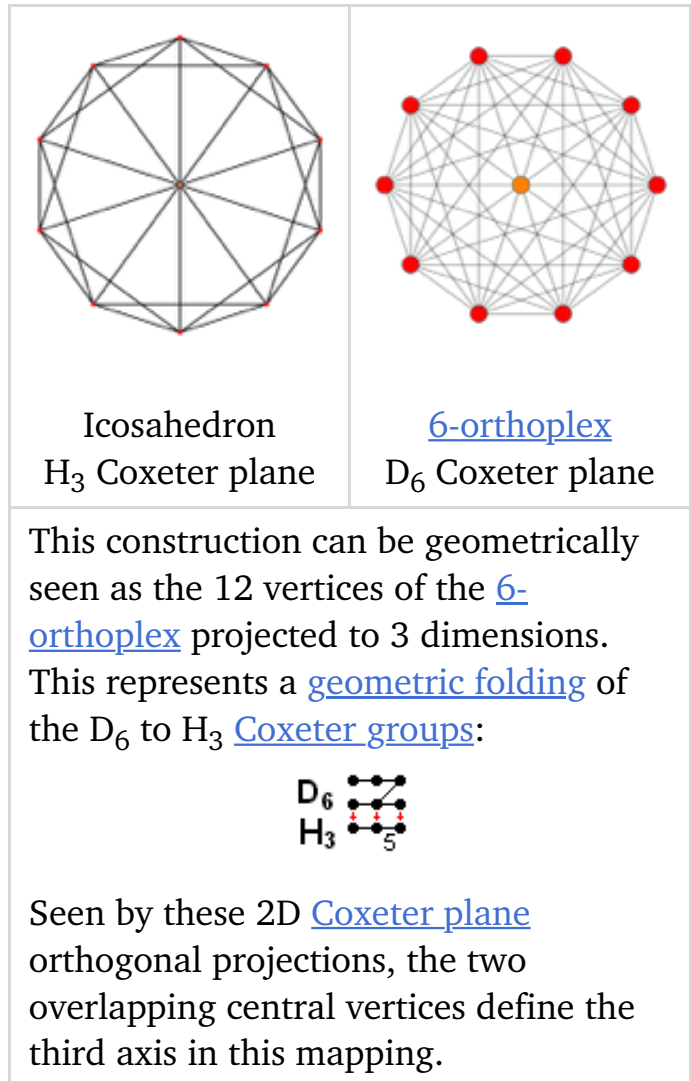 Icosahedron
H₃ Coxeter plane
6-orthoplex
D₆ Coxeter plane
This construction can be geometrically
seen as the 12 vertices of the 6-
orthoplex projected to 3 dimensions.
This represents a geometric folding of
the D₆ to H₃ Coxeter groups:
D₆
H₃
5
Seen by these 2D Coxeter plane
orthogonal projections, the two
overlapping central vertices define the
third axis in this mapping.